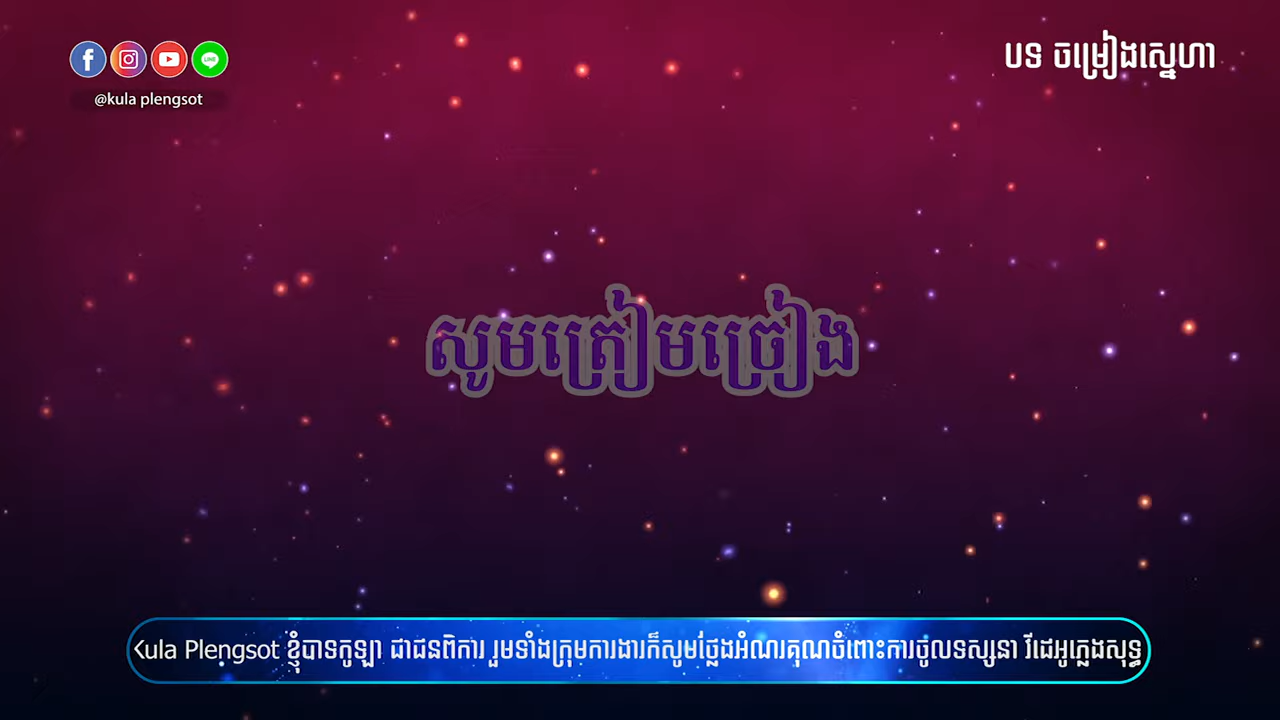 បទ ចម្រៀងស្នេហា
@kula plengsot
សូមត្រៀមច្រៀង
Kula Plengsot ខ្ញុំបាទកូឡា ជាជនពិការ រួមទាំងក្រុមការងារក៏សូមថ្លែងអំណរគុណចំពោះការចូលទស្សនា វីដេអូភ្លេងសុទ្ធ